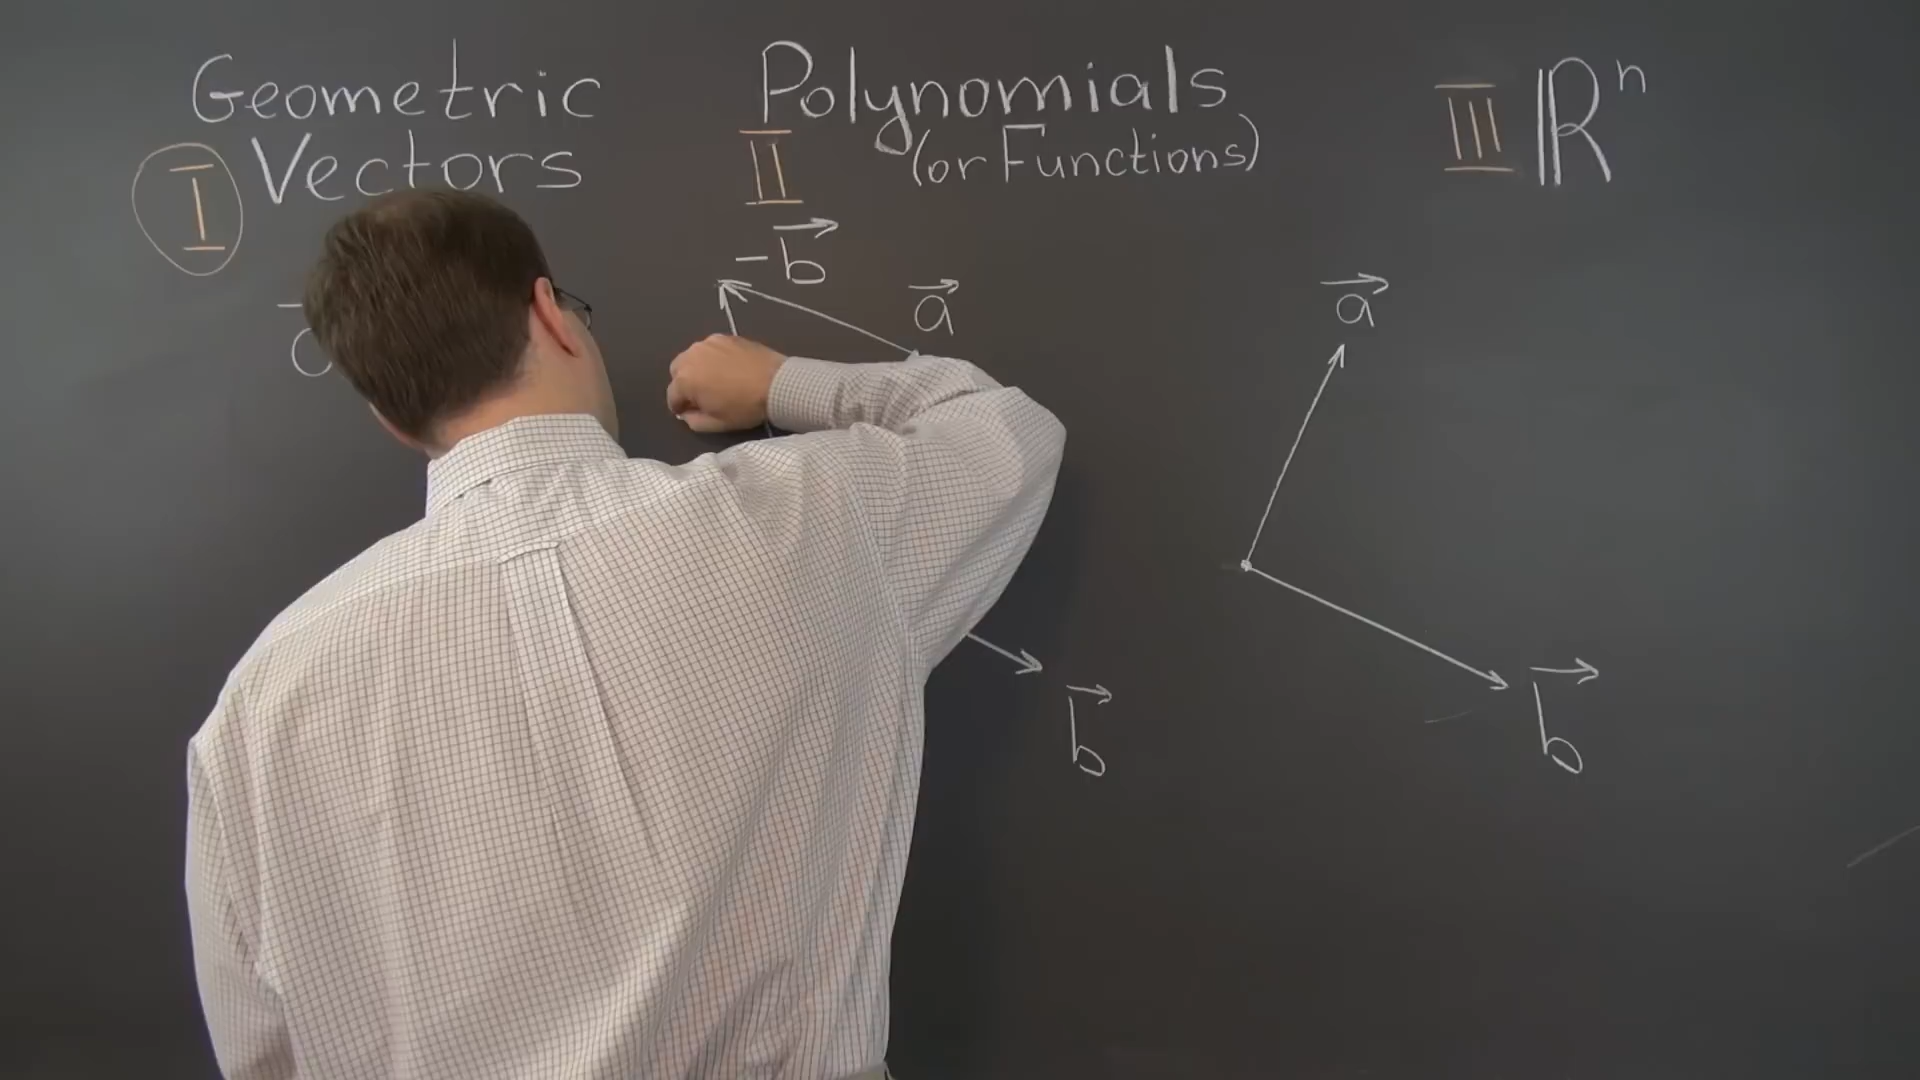 Geometric
I Vectors
Polynomials
II (or Functions)
III ℝⁿ
-b⃗
a⃗
b⃗
a⃗
b⃗